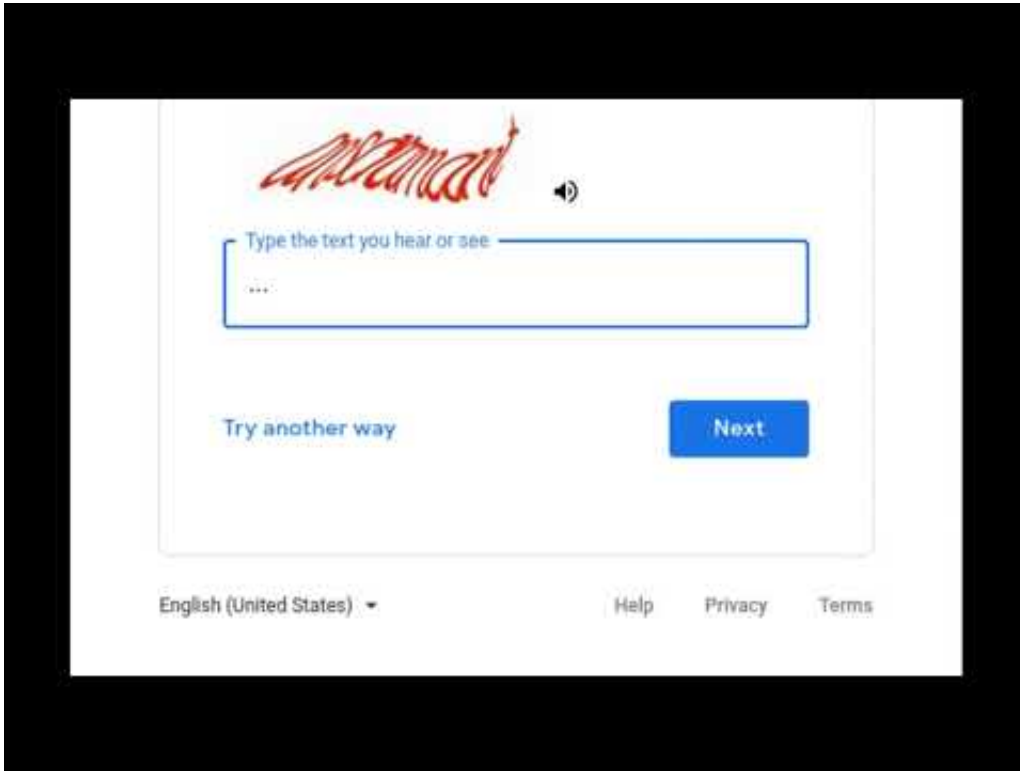 Type the text you hear or see
...
Try another way
Next
English (United States)
Help Privacy Terms